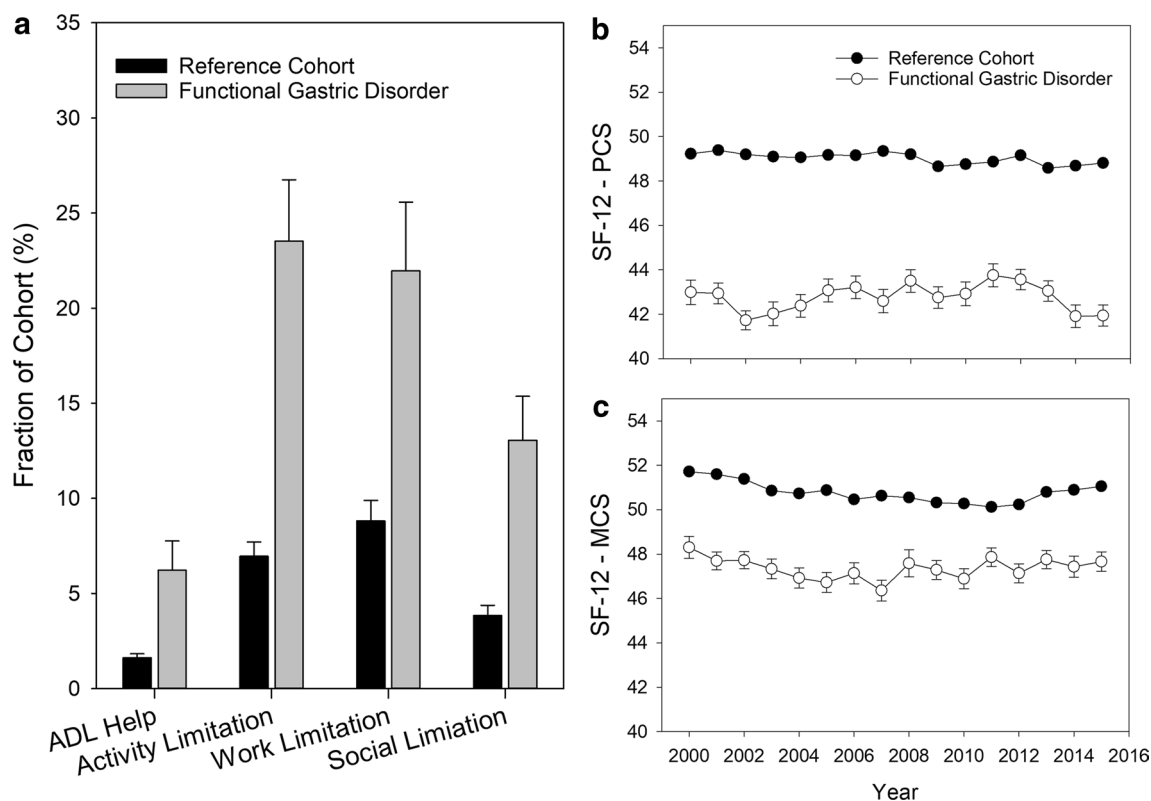 a
35
30
25
20
15
10
5
0
Fraction of Cohort (%)
Reference Cohort
Functional Gastric Disorder
ADL Help
Activity Limitation
Work Limitation
Social Limiation
b
54
52
50
48
46
44
42
40
SF-12 - PCS
Reference Cohort
Functional Gastric Disorder
c
54
52
50
48
46
44
42
40
SF-12 - MCS
2000 2002 2004 2006 2008 2010 2012 2014 2016
Year